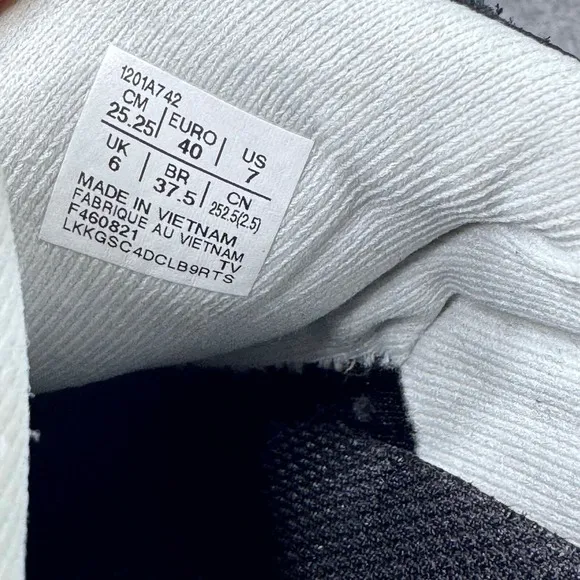 1201A742
CM EURO US
25.25 40 7
UK BR CN
6 37.5 252.5(2.5)
MADE IN VIETNAM
FABRIQUE AU VIETNAM
F460821 TV
LKKGSC4DCLB9RTS